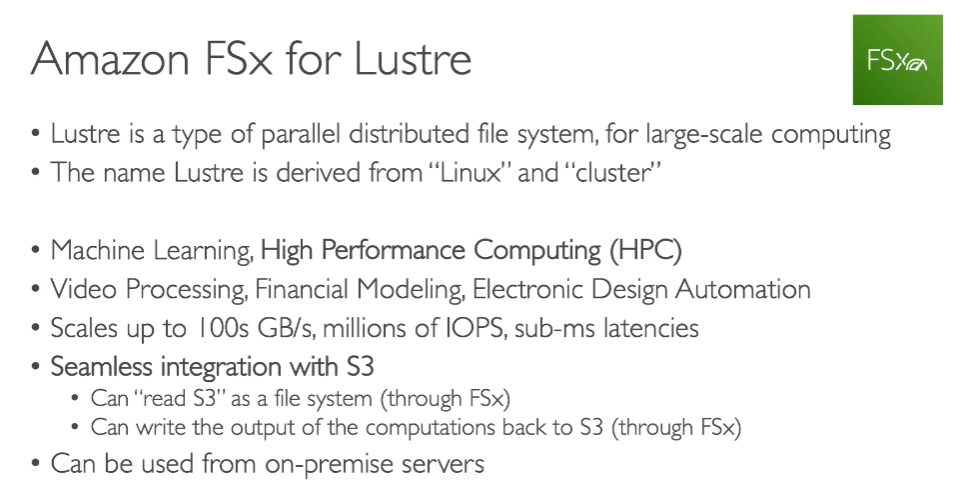 Amazon FSx for Lustre
FSx
• Lustre is a type of parallel distributed file system, for large-scale computing
• The name Lustre is derived from “Linux” and “cluster”
• Machine Learning, High Performance Computing (HPC)
• Video Processing, Financial Modeling, Electronic Design Automation
• Scales up to 100s GB/s, millions of IOPS, sub-ms latencies
• Seamless integration with S3
• Can “read S3” as a file system (through FSx)
• Can write the output of the computations back to S3 (through FSx)
• Can be used from on-premise servers